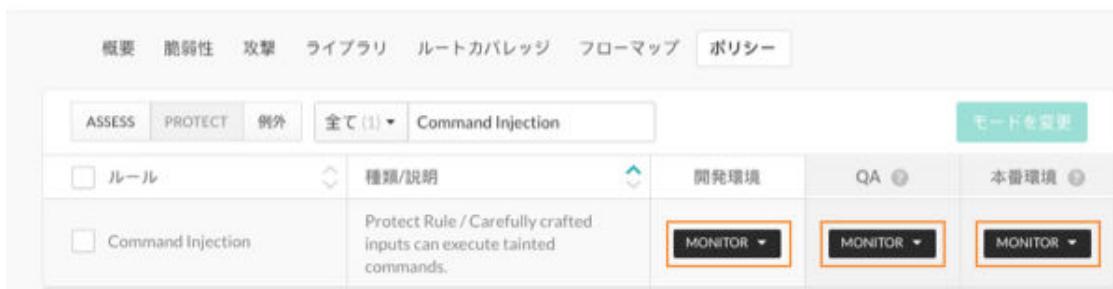 概要 脆弱性 攻撃 ライブラリ ルートカバレッジ フローマップ ポリシー
ASSESS PROTECT 例外 全て (1) Command Injection モードを変更
ルール 種類/説明 開発環境 QA 本番環境
Command Injection
Protect Rule / Carefully crafted
inputs can execute tainted
commands.
MONITOR MONITOR MONITOR